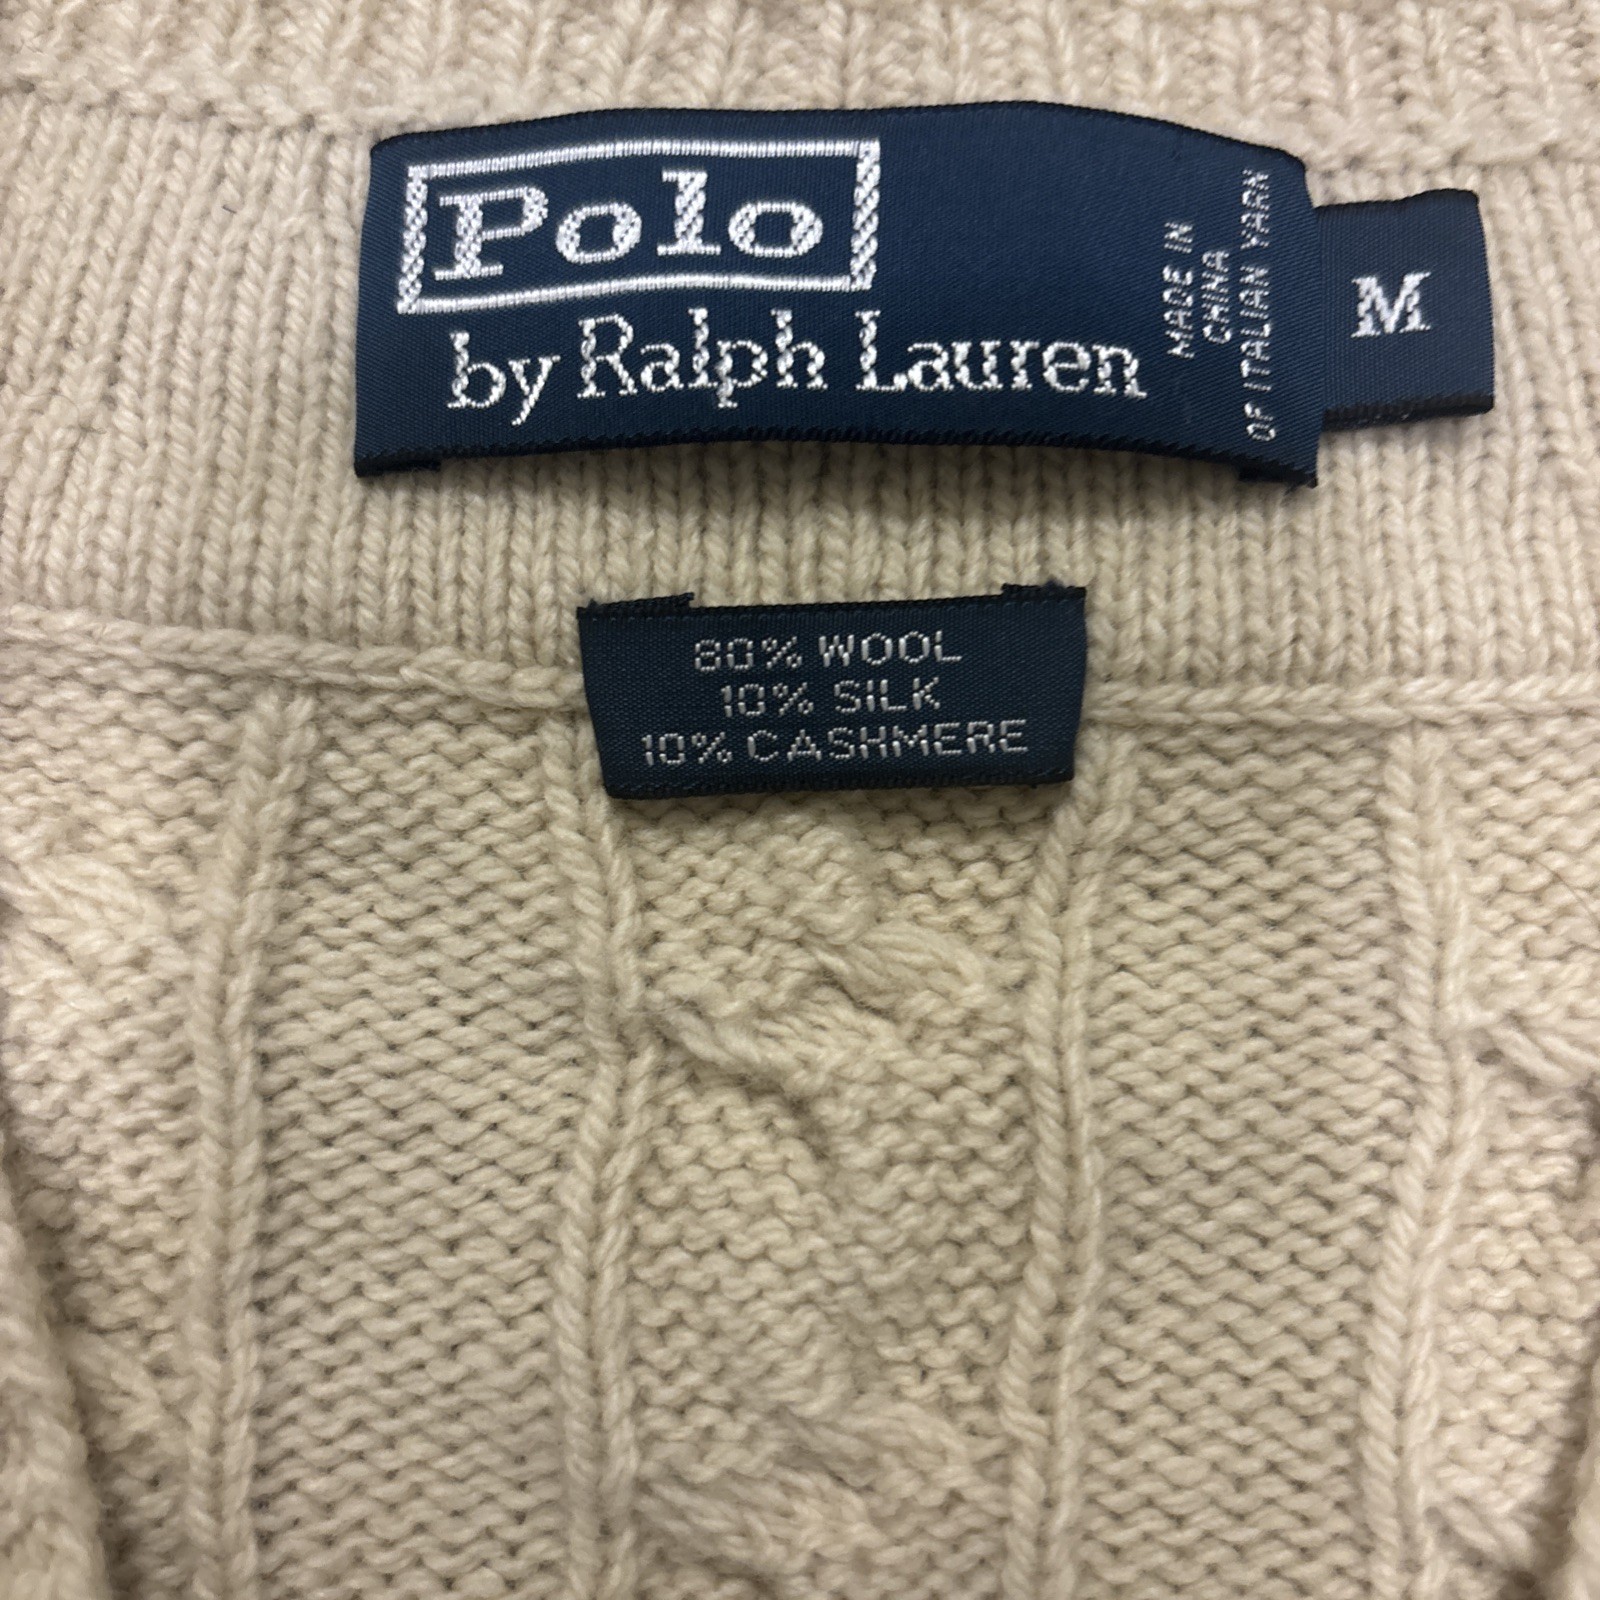 Polo
by Ralph Lauren
MADE IN
CHINA
OF ITALIAN YARN
M
80% WOOL
10% SILK
10% CASHMERE